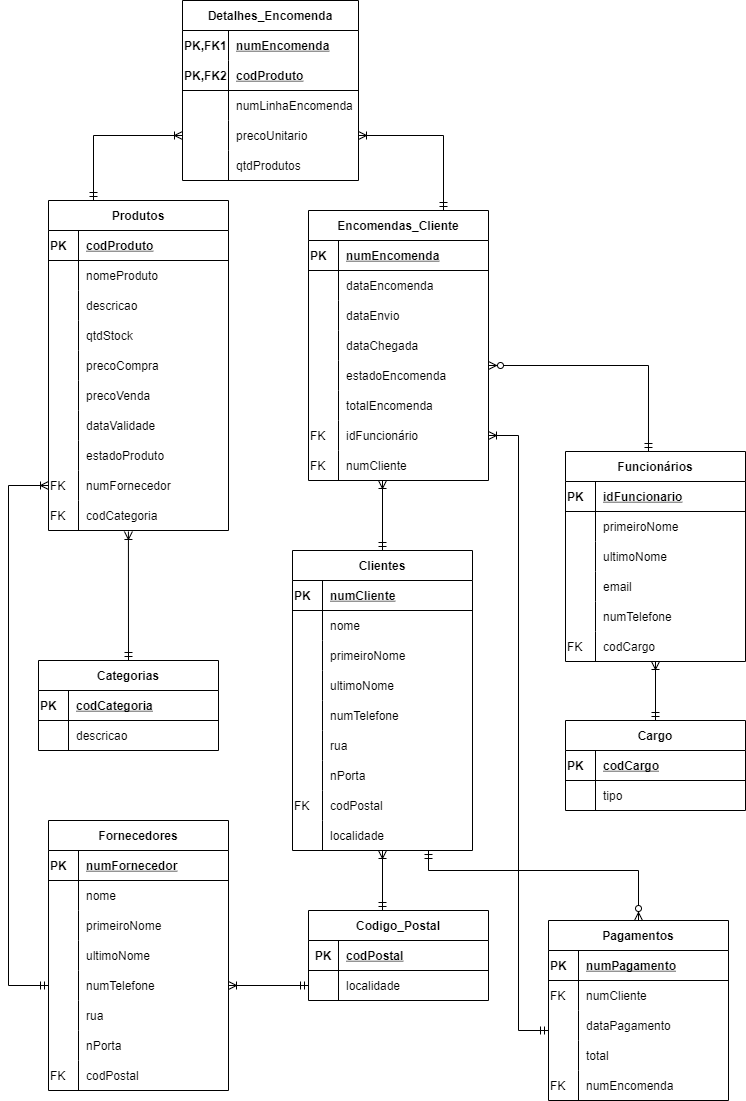 Detalhes_Encomenda
PK,FK1 numEncomenda
PK,FK2 codProduto
numLinhaEncomenda
precoUnitario
qtdProdutos
Produtos
PK codProduto
nomeProduto
descricao
qtdStock
precoCompra
precoVenda
dataValidade
estadoProduto
FK numFornecedor
FK codCategoria
Encomendas_Cliente
PK numEncomenda
dataEncomenda
dataEnvio
dataChegada
estadoEncomenda
totalEncomenda
FK idFuncionário
FK numCliente
Funcionários
PK idFuncionario
primeiroNome
ultimoNome
email
numTelefone
FK codCargo
Clientes
PK numCliente
nome
primeiroNome
ultimoNome
numTelefone
rua
nPorta
FK codPostal
localidade
Categorias
PK codCategoria
descricao
Cargo
PK codCargo
tipo
Fornecedores
PK numFornecedor
nome
primeiroNome
ultimoNome
numTelefone
rua
nPorta
FK codPostal
Codigo_Postal
PK codPostal
localidade
Pagamentos
PK numPagamento
FK numCliente
dataPagamento
total
FK numEncomenda